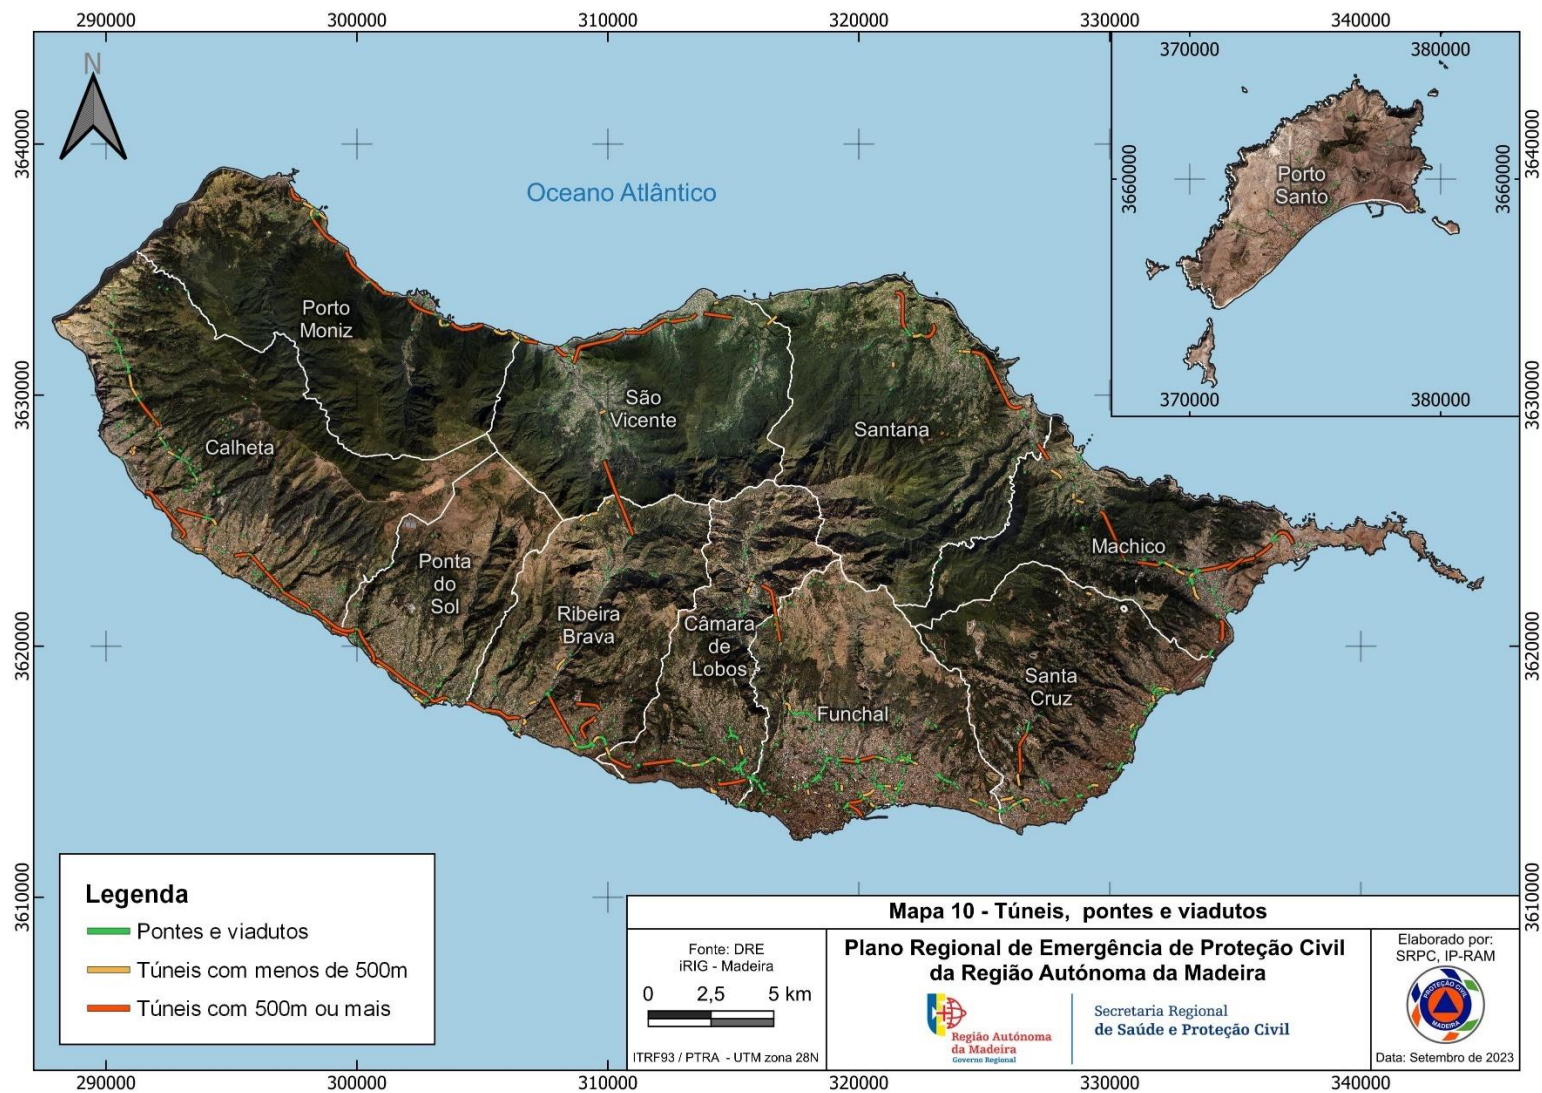 290000
300000
310000
320000
330000
340000
370000
380000
N
3640000
3640000
3660000
3660000
Oceano Atlântico
Porto
Santo
Porto
Moniz
3630000
3630000
370000
380000
São
Vicente
Santana
Calheta
Machico
Ponta
do
Sol
Ribeira
Brava
Câmara
de
Lobos
3620000
3620000
Santa
Cruz
Funchal
3610000
3610000
Legenda
Pontes e viadutos
Túneis com menos de 500m
Túneis com 500m ou mais
Mapa 10 - Túneis, pontes e viadutos
Fonte: DRE
iRIG - Madeira
0 2,5 5 km
ITRF93 / PTRA - UTM zona 28N
Plano Regional de Emergência de Proteção Civil
da Região Autónoma da Madeira
Região Autónoma
da Madeira
Governo Regional
Secretaria Regional
de Saúde e Proteção Civil
Elaborado por:
SRPC, IP-RAM
PROTEÇÃO CIVIL
MADEIRA
Data: Setembro de 2023
290000
300000
310000
320000
330000
340000